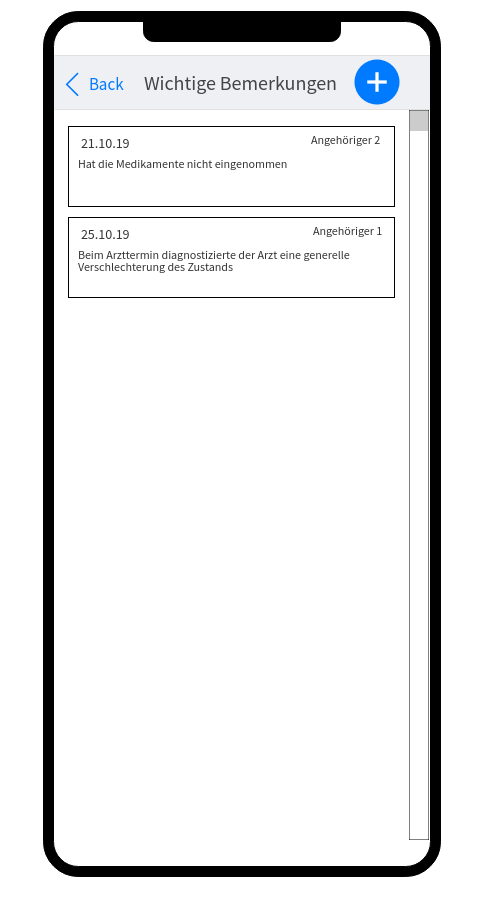 Back
Wichtige Bemerkungen
21.10.19
Angehöriger 2
Hat die Medikamente nicht eingenommen
25.10.19
Angehöriger 1
Beim Arzttermin diagnostizierte der Arzt eine generelle
Verschlechterung des Zustands